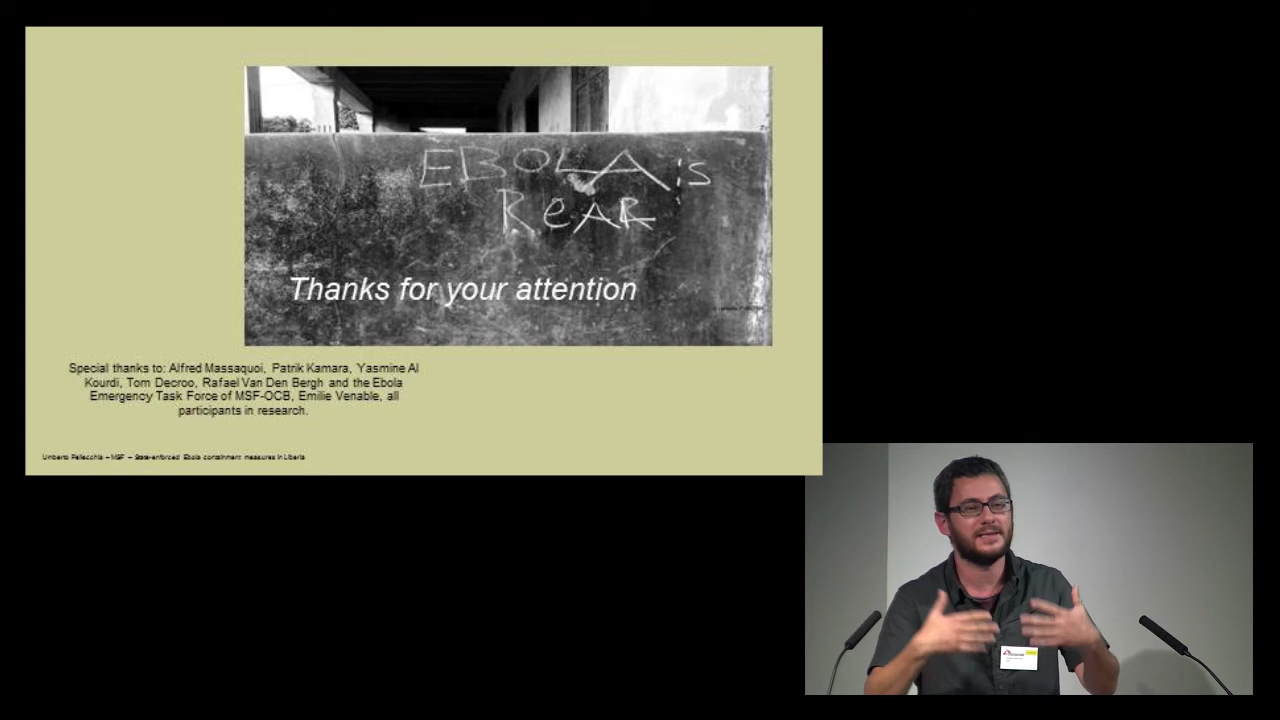 EBOLA is
ReAR
Thanks for your attention
Special thanks to: Alfred Massaquoi, Patrik Kamara, Yasmine Al
Kourdi, Tom Decroo, Rafael Van Den Bergh and the Ebola
Emergency Task Force of MSF-OCB, Emilie Venable, all
participants in research.
Umberto Pellecchia – MSF – State-enforced Ebola containment measures in Liberia